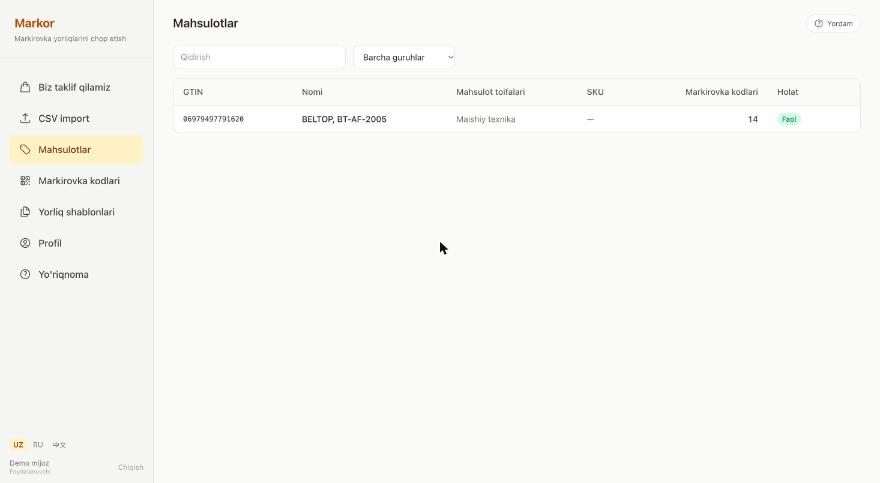 Markor
Markirovka yorliqlarini chop etish
Biz taklif qilamiz
CSV import
Mahsulotlar
Markirovka kodlari
Yorliq shablonlari
Profil
Yo'riqnoma
UZ RU 中文
Demo mijoz
Foydalanuvchi
Chiqish
Mahsulotlar
Yordam
Qidirish
Barcha guruhlar
GTIN Nomi Mahsulot toifalari SKU Markirovka kodlari Holat
06979497791620 BELTOP, BT-AF-2005 Maishiy texnika — 14 Faol